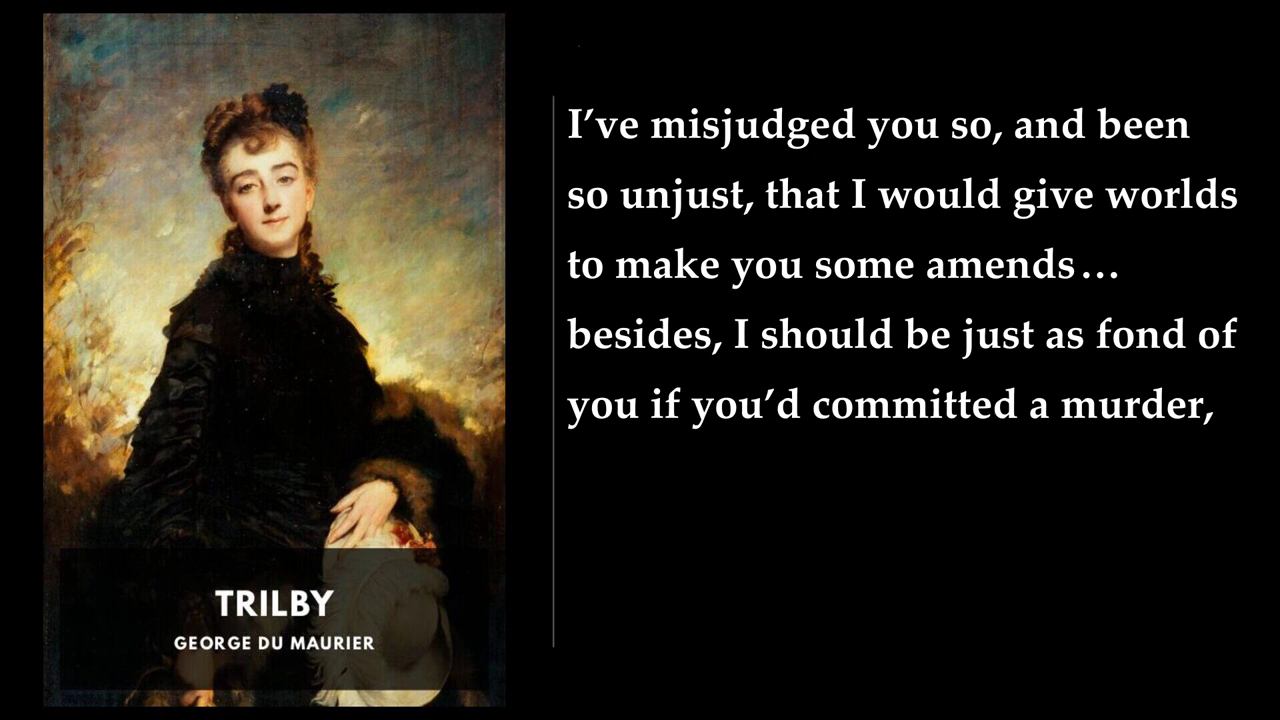 TRILBY
GEORGE DU MAURIER
I’ve misjudged you so, and been
so unjust, that I would give worlds
to make you some amends…
besides, I should be just as fond of
you if you’d committed a murder,